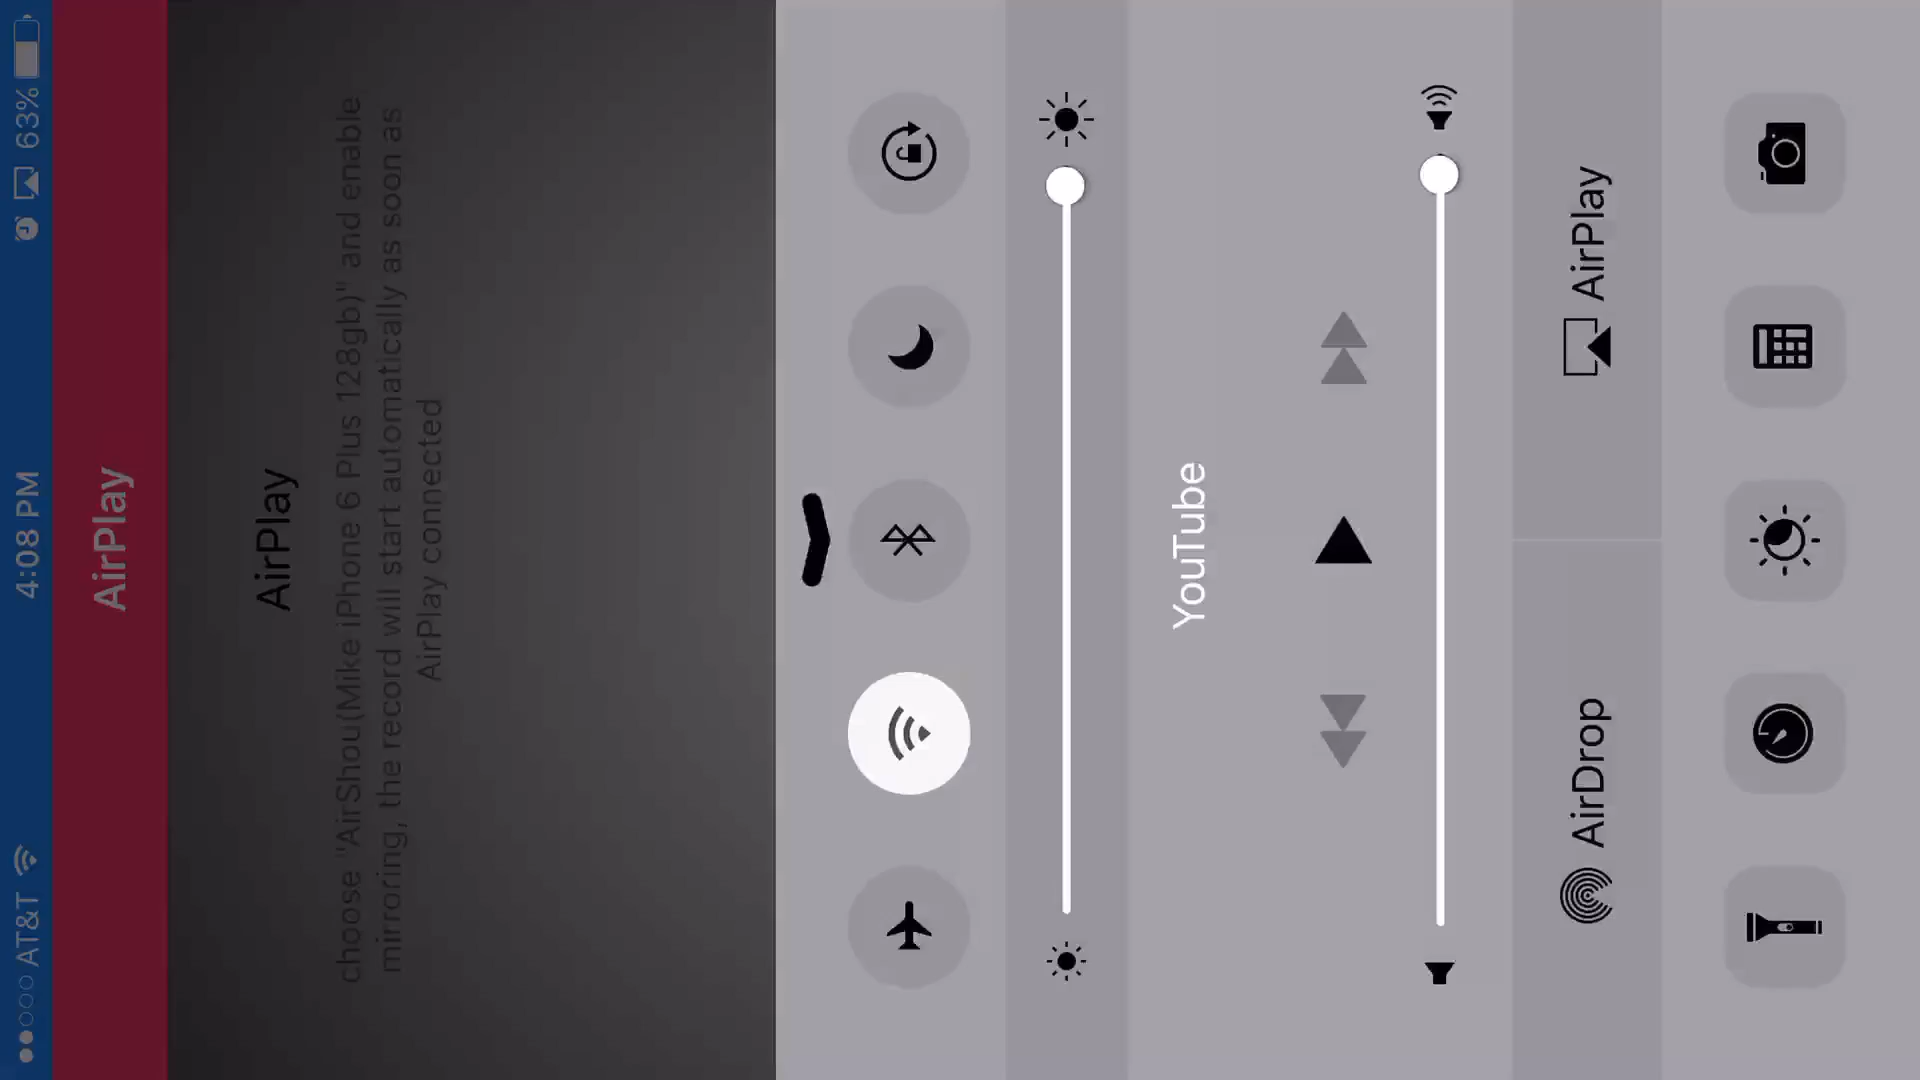 AT&T 4:08 PM 63%
AirPlay
AirPlay
choose "AirShou(Mike iPhone 6 Plus 128gb)" and enable
mirroring, the record will start automatically as soon as
AirPlay connected
YouTube
AirDrop AirPlay